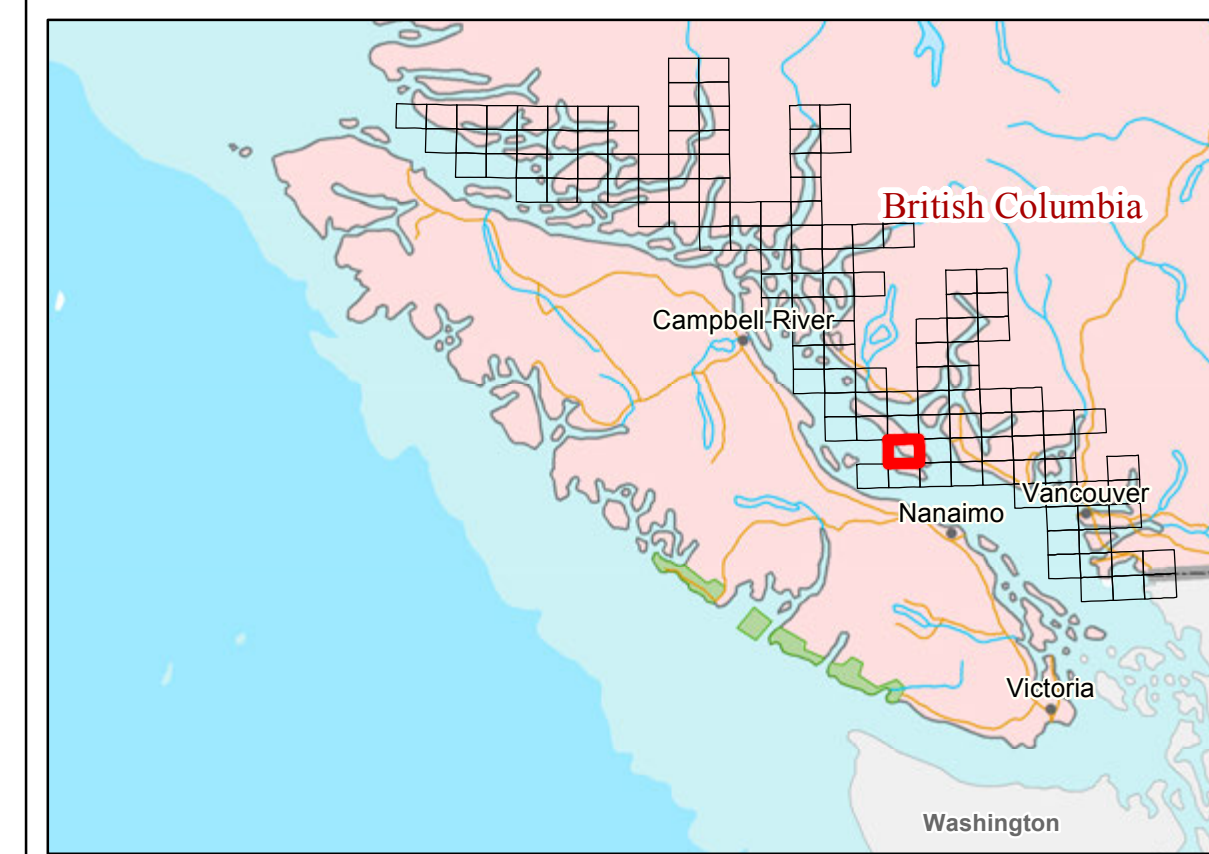 British Columbia
Campbell River
Vancouver
Nanaimo
Victoria
Washington